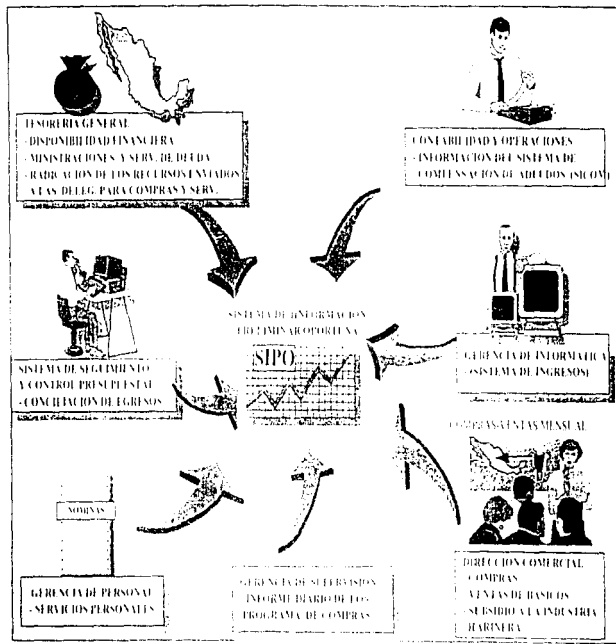 TESORERIA GENERAL
- DISPONIBILIDAD FINANCIERA
- MINISTRACIONES Y SERV. DE DEUDA
- RADICACION DE LOS RECURSOS ENVIADOS
A LAS DELEG. PARA COMPRAS Y SERV.
CONTABILIDAD Y OPERACIONES
- INFORMACION DEL SISTEMA DE
COMPENSACION DE ADEUDOS (SICOM)
SISTEMA DE INFORMACION
PRELIMINAR OPORTUNA
SIPO
GERENCIA DE INFORMATICA
SISTEMA DE INGRESOS
SISTEMA DE SEGUIMIENTO
Y CONTROL PRESUPUESTAL
- CONCILIACION DE EGRESOS
COMPRAS-VENTAS MENSUAL
NOMINAS
GERENCIA DE PERSONAL
- SERVICIOS PERSONALES
GERENCIA DE SUPERVISION
INFORME DIARIO DE LOS
PROGRAMA DE COMPRAS
DIRECCION COMERCIAL
COMPRAS
VENTAS DE BASICOS
- SUBSIDIO A LA INDUSTRIA
HARINERA